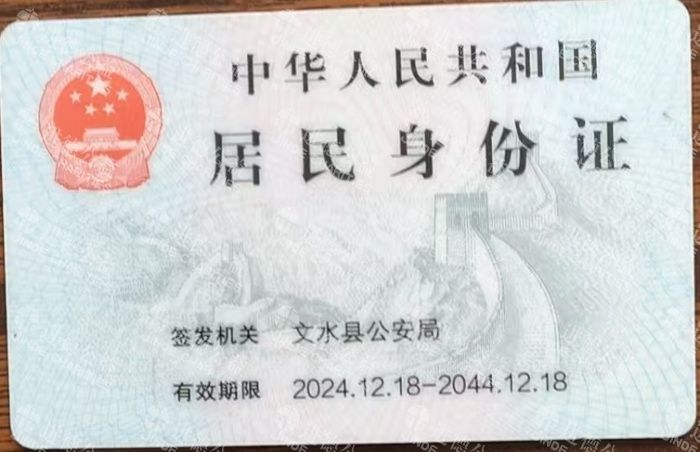 中华人民共和国
居民身份证
签发机关 文水县公安局
有效期限 2024.12.18-2044.12.18